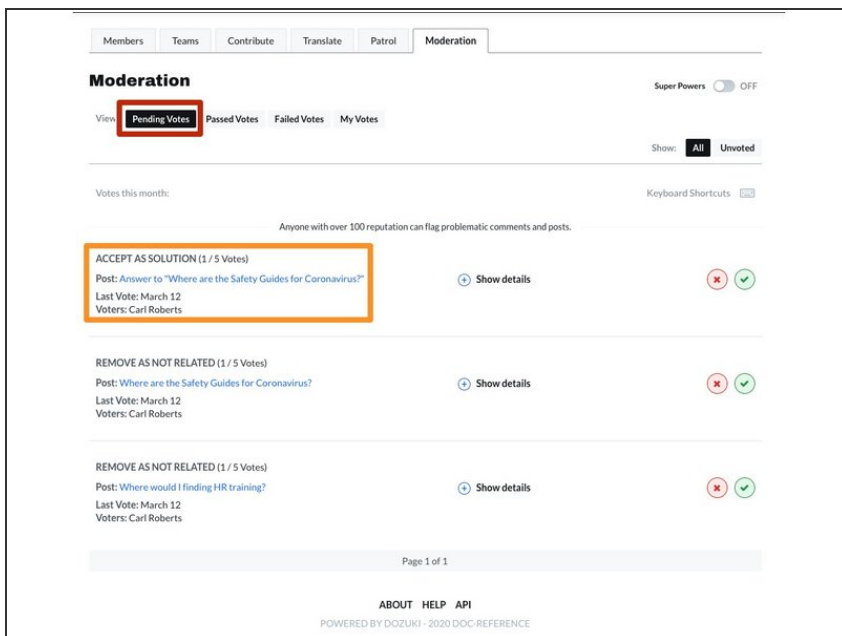 Members Teams Contribute Translate Patrol Moderation
Moderation
Super Powers OFF
View Pending Votes Passed Votes Failed Votes My Votes
Show: All Unvoted
Votes this month: Keyboard Shortcuts
Anyone with over 100 reputation can flag problematic comments and posts.
ACCEPT AS SOLUTION (1 / 5 Votes)
Post: Answer to "Where are the Safety Guides for Coronavirus?" Show details
Last Vote: March 12
Voters: Carl Roberts
REMOVE AS NOT RELATED (1 / 5 Votes)
Post: Where are the Safety Guides for Coronavirus? Show details
Last Vote: March 12
Voters: Carl Roberts
REMOVE AS NOT RELATED (1 / 5 Votes)
Post: Where would I finding HR training? Show details
Last Vote: March 12
Voters: Carl Roberts
Page 1 of 1
ABOUT HELP API
POWERED BY DOZUKI - 2020 DOC-REFERENCE